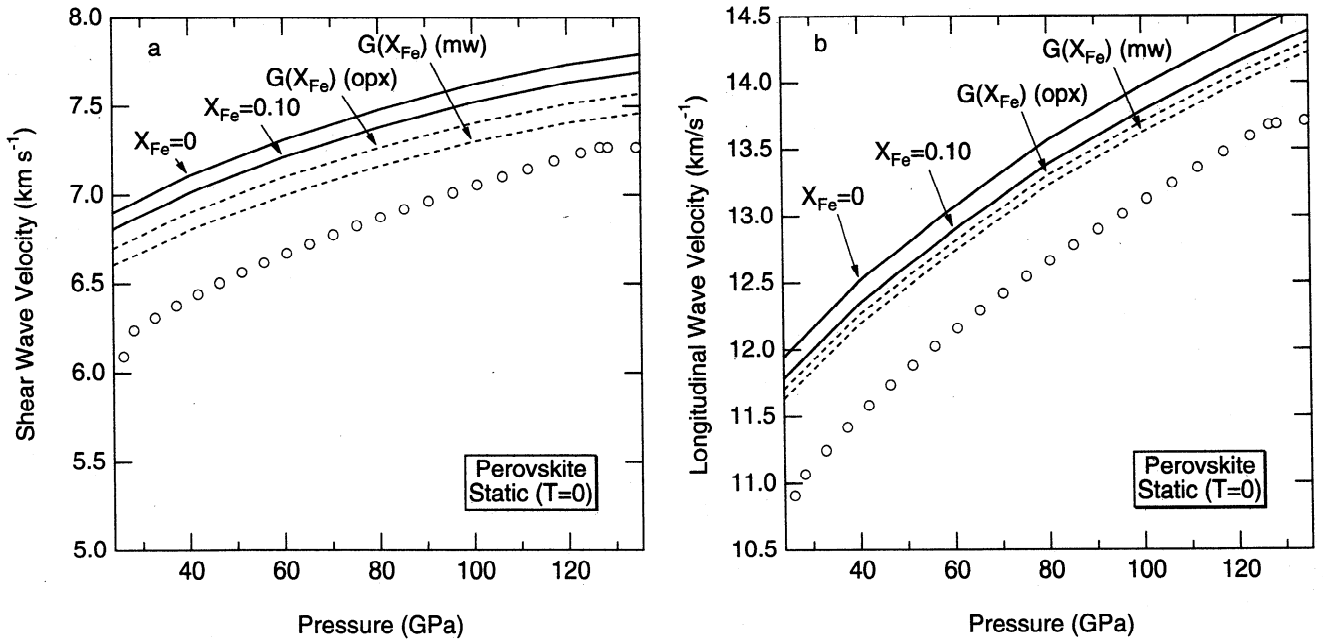 a
8.0
7.5
7.0
6.5
6.0
5.5
5.0
Shear Wave Velocity (km s-1)
G(XFe) (mw)
G(XFe) (opx)
XFe=0.10
XFe=0
Perovskite
Static (T=0)
40 60 80 100 120
Pressure (GPa)
b
14.5
14.0
13.5
13.0
12.5
12.0
11.5
11.0
10.5
Longitudinal Wave Velocity (km/s-1)
G(XFe) (mw)
G(XFe) (opx)
XFe=0.10
XFe=0
Perovskite
Static (T=0)
40 60 80 100 120
Pressure (GPa)